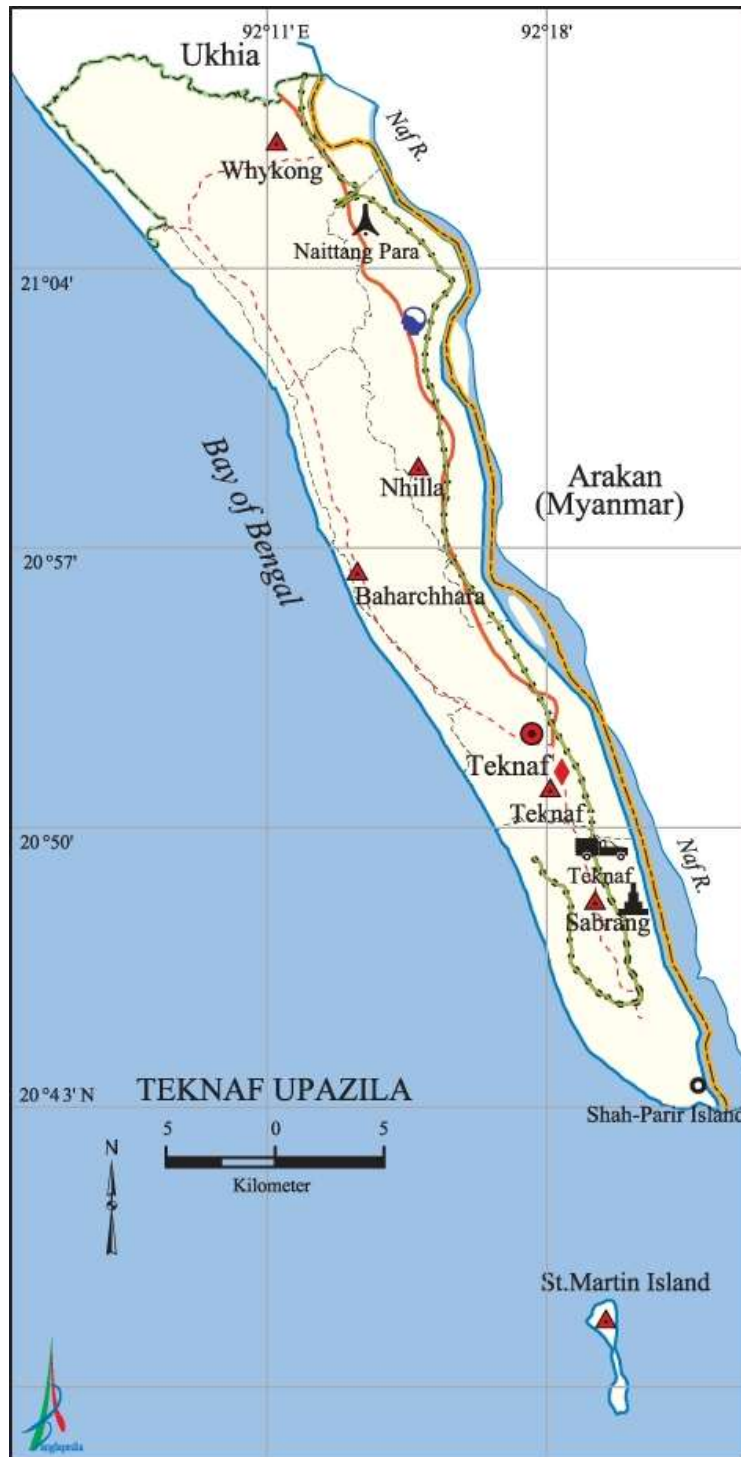 92°11'E
92°18'
Ukhia
Naf R.
Whykong
Naittang Para
21°04'
Bay of Bengal
Nhilla
Arakan
(Myanmar)
20°57'
Baharchhara
Teknaf
Teknaf
20°50'
Teknaf
Naf R.
Sabrang
20°43' N
TEKNAF UPAZILA
Shah-Parir Island
5 0 5
Kilometer
N
St.Martin Island